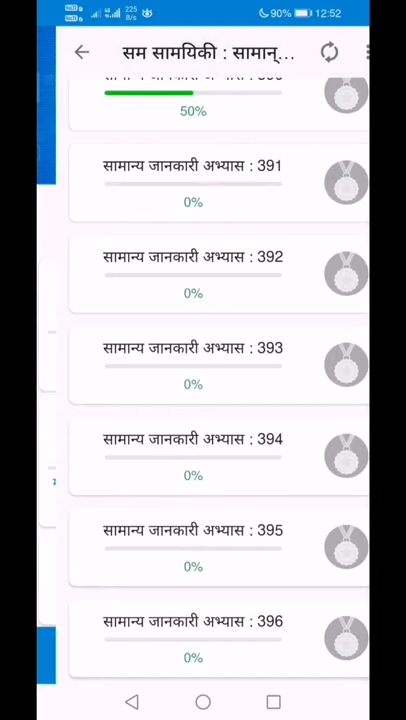 225
B/s
90%
12:52
सम सामयिकी : सामान्...
50%
सामान्य जानकारी अभ्यास : 391
0%
सामान्य जानकारी अभ्यास : 392
0%
सामान्य जानकारी अभ्यास : 393
0%
सामान्य जानकारी अभ्यास : 394
0%
सामान्य जानकारी अभ्यास : 395
0%
सामान्य जानकारी अभ्यास : 396
0%